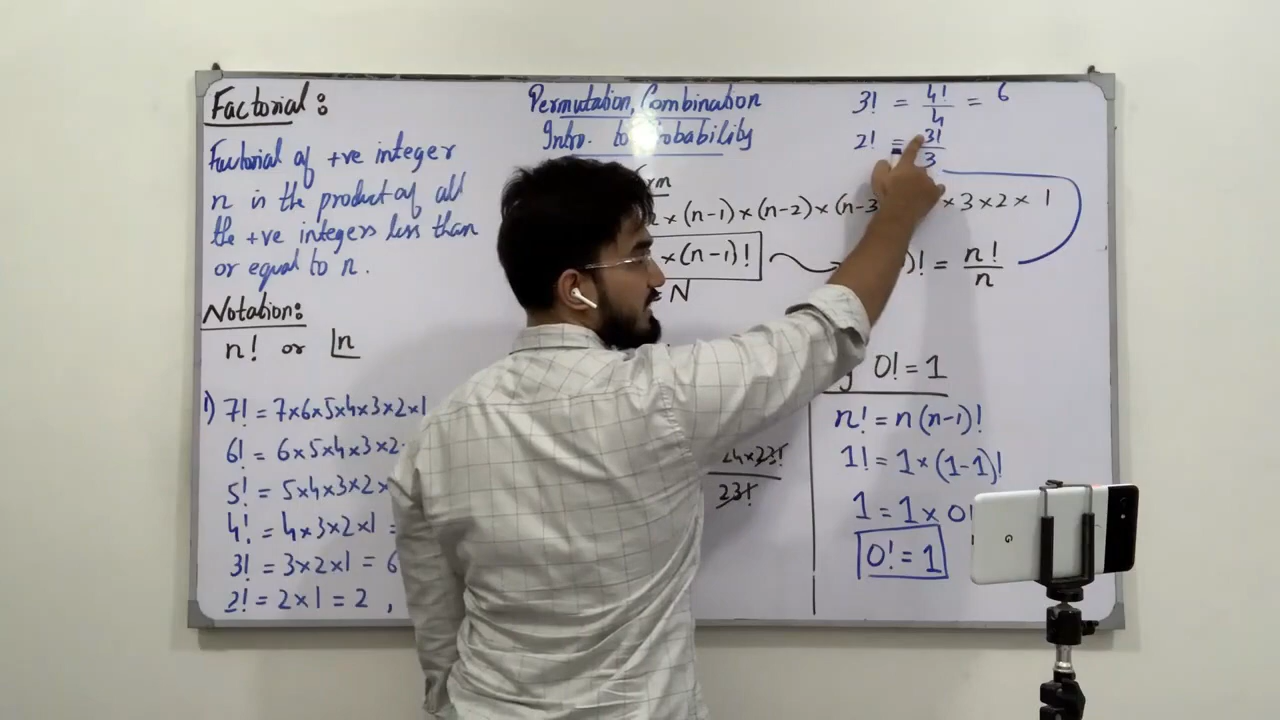 Factorial:
Factorial of +ve integer
n is the product of all
the +ve integers less than
or equal to n.
Notation:
n! or |n
1) 7! = 7×6×5×4×3×2×1
6! = 6×5×4×3×2
5! = 5×4×3×2×
4! = 4×3×2×1 =
3! = 3×2×1 = 6
2! = 2×1 = 2 ,
Permutation, Combination
Intro. to Probability
×(n-1)×(n-2)×(n-3 ×3×2×1
×(n-1)!
)! = n!/n
∈ N
24×23!
23!
3! = 4!/4 = 6
2! = 3!/3
0! = 1
n! = n(n-1)!
1! = 1×(1-1)!
1 = 1×0!
0! = 1
G